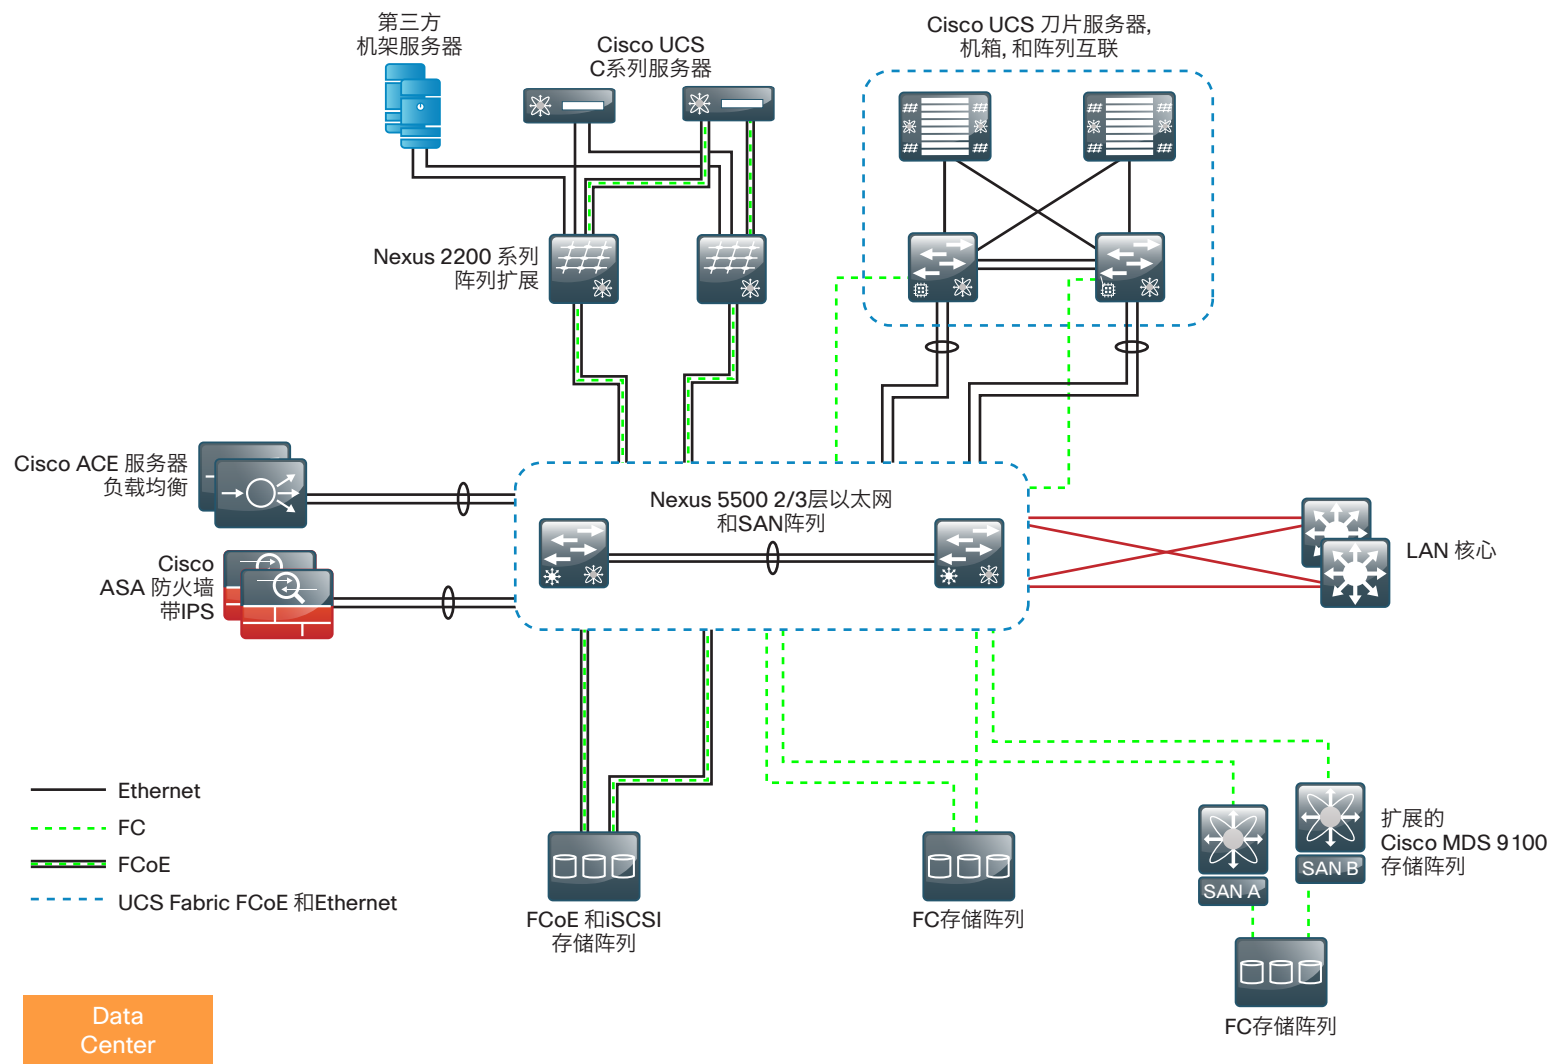 第三方
机架服务器
Cisco UCS
C系列服务器
Cisco UCS 刀片服务器,
机箱, 和阵列互联
Nexus 2200 系列
阵列扩展
Cisco ACE 服务器
负载均衡
Nexus 5500 2/3层以太网
和SAN阵列
Cisco
ASA 防火墙
带IPS
LAN 核心
Ethernet
FC
FCoE
UCS Fabric FCoE 和Ethernet
FCoE 和iSCSI
存储阵列
FC存储阵列
扩展的
Cisco MDS 9100
存储阵列
SAN B
SAN A
FC存储阵列
Data
Center